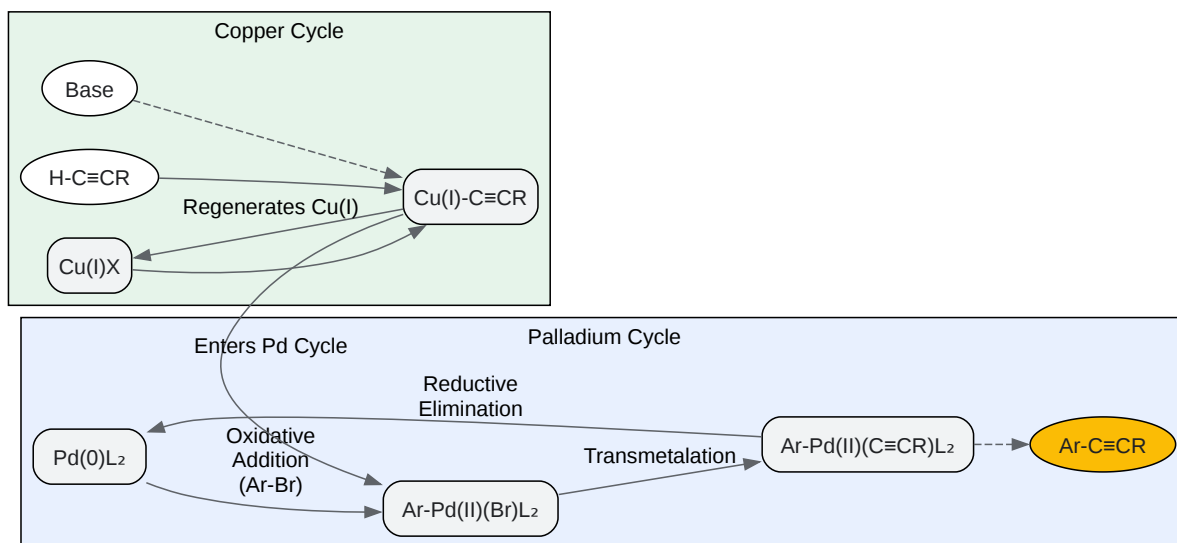 Copper Cycle
Base
H-C≡CR
Cu(I)-C≡CR
Regenerates Cu(I)
Cu(I)X
Enters Pd Cycle
Palladium Cycle
Reductive
Elimination
Pd(0)L₂
Oxidative
Addition
(Ar-Br)
Ar-Pd(II)(Br)L₂
Transmetalation
Ar-Pd(II)(C≡CR)L₂
Ar-C≡CR